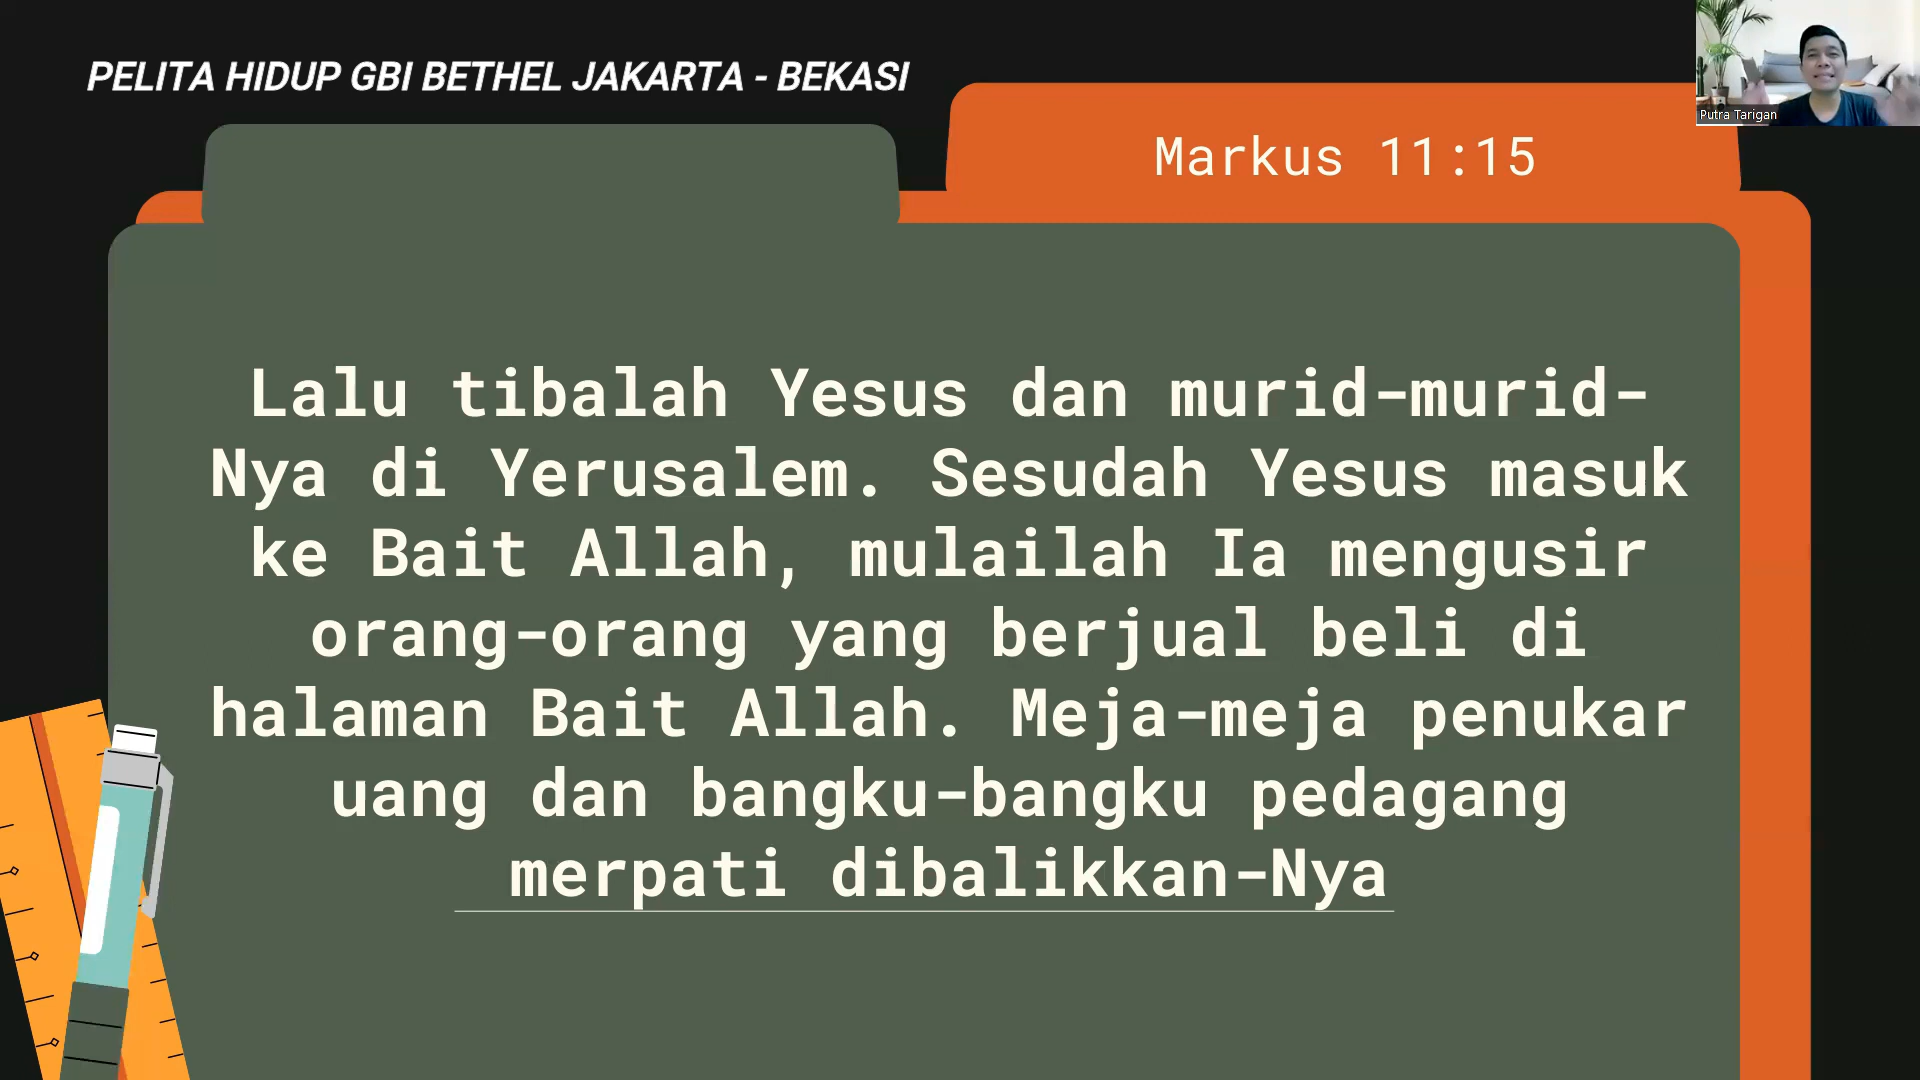 PELITA HIDUP GBI BETHEL JAKARTA - BEKASI
Putra Tarigan
Markus 11:15
Lalu tibalah Yesus dan murid-murid-
Nya di Yerusalem. Sesudah Yesus masuk
ke Bait Allah, mulailah Ia mengusir
orang-orang yang berjual beli di
halaman Bait Allah. Meja-meja penukar
uang dan bangku-bangku pedagang
merpati dibalikkan-Nya